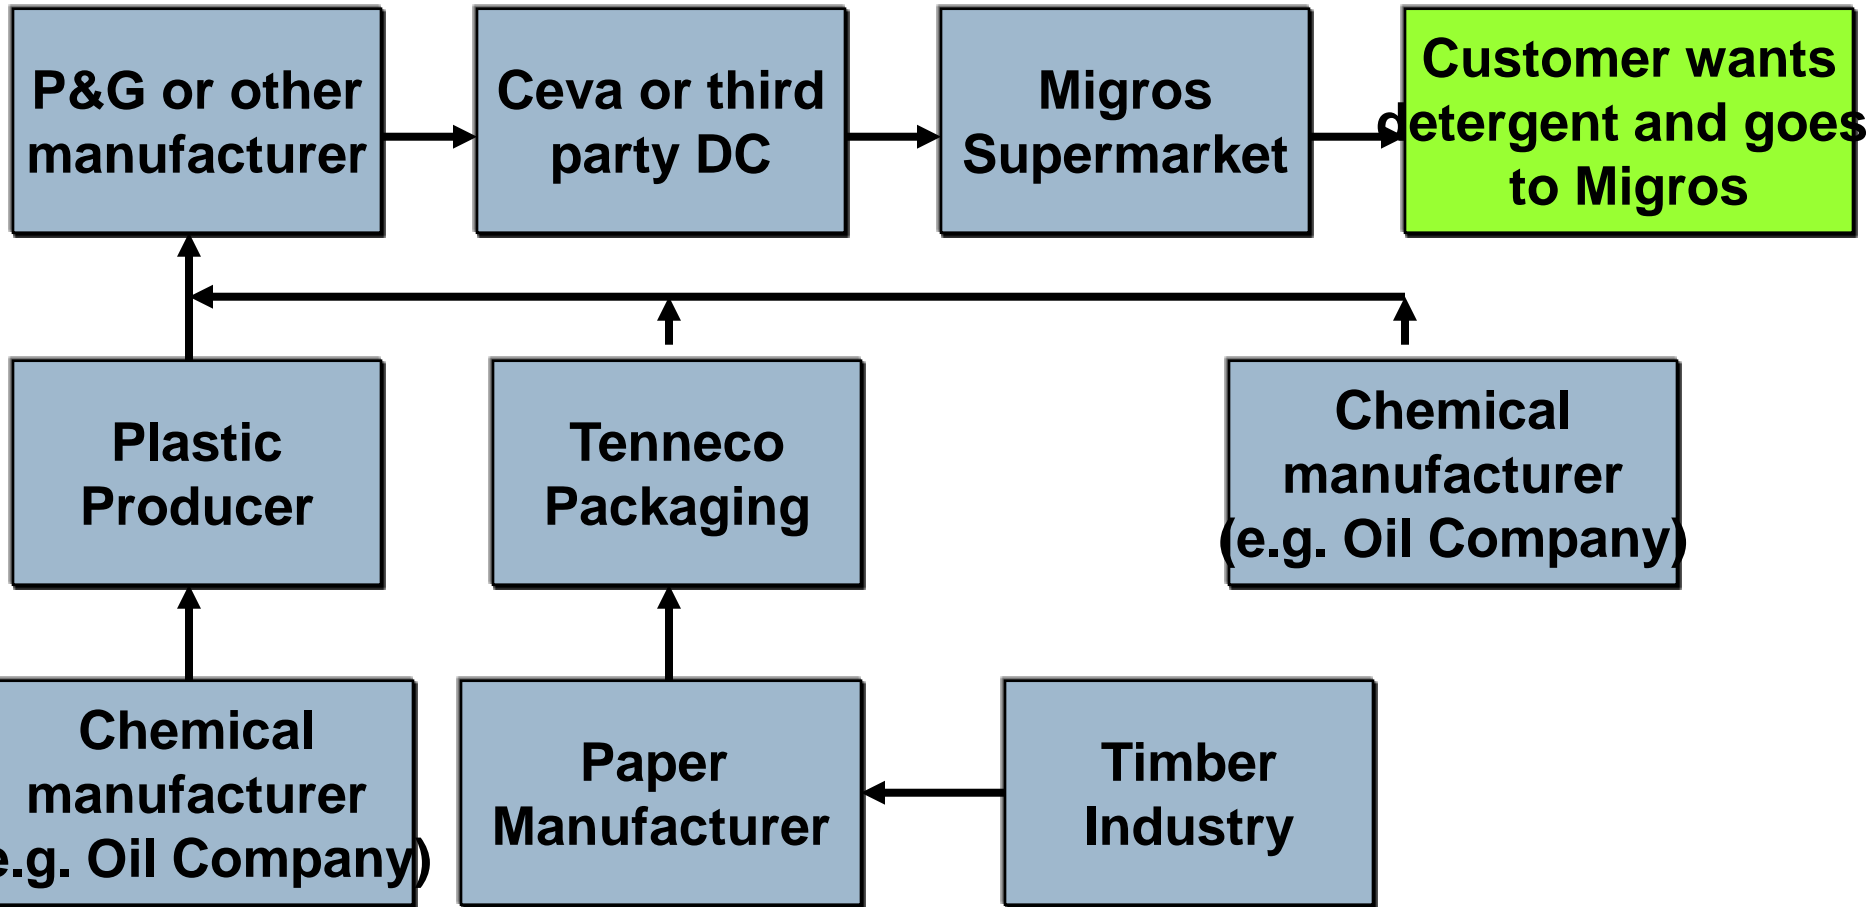 P&G or other
manufacturer
Ceva or third
party DC
Migros
Supermarket
Customer wants
detergent and goes
to Migros
Plastic
Producer
Tenneco
Packaging
Chemical
manufacturer
(e.g. Oil Company)
Chemical
manufacturer
e.g. Oil Company)
Paper
Manufacturer
Timber
Industry